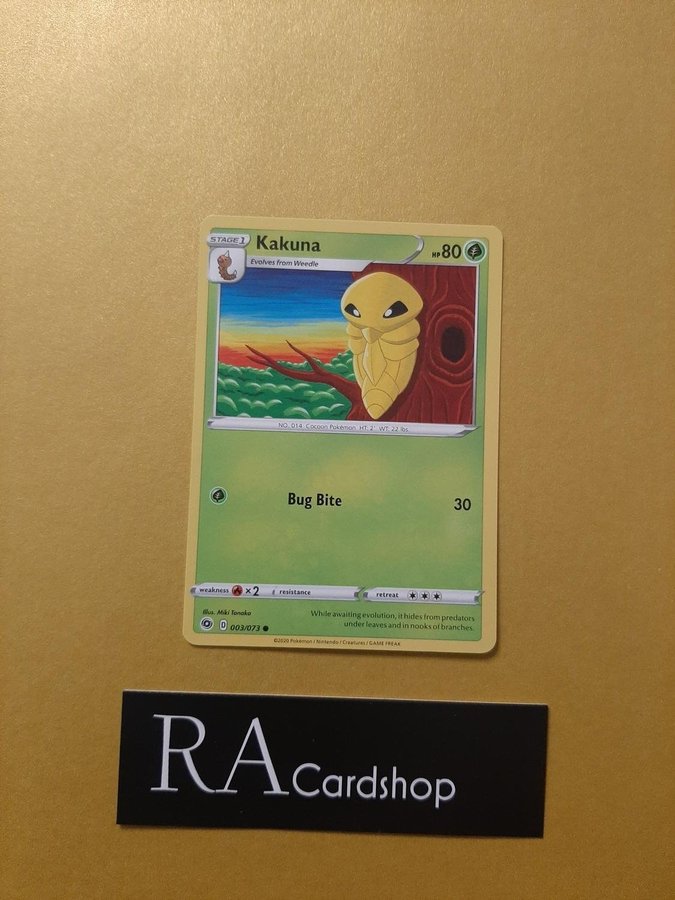 STAGE 1 Kakuna HP 80
Evolves from Weedle
NO. 014 Cocoon Pokémon HT: 2' WT: 22 lbs.
Bug Bite 30
weakness ×2 resistance retreat
Illus. Miki Tanaka
While awaiting evolution, it hides from predators
under leaves and in nooks of branches.
D 003/073
©2020 Pokémon / Nintendo / Creatures / GAME FREAK
RA Cardshop